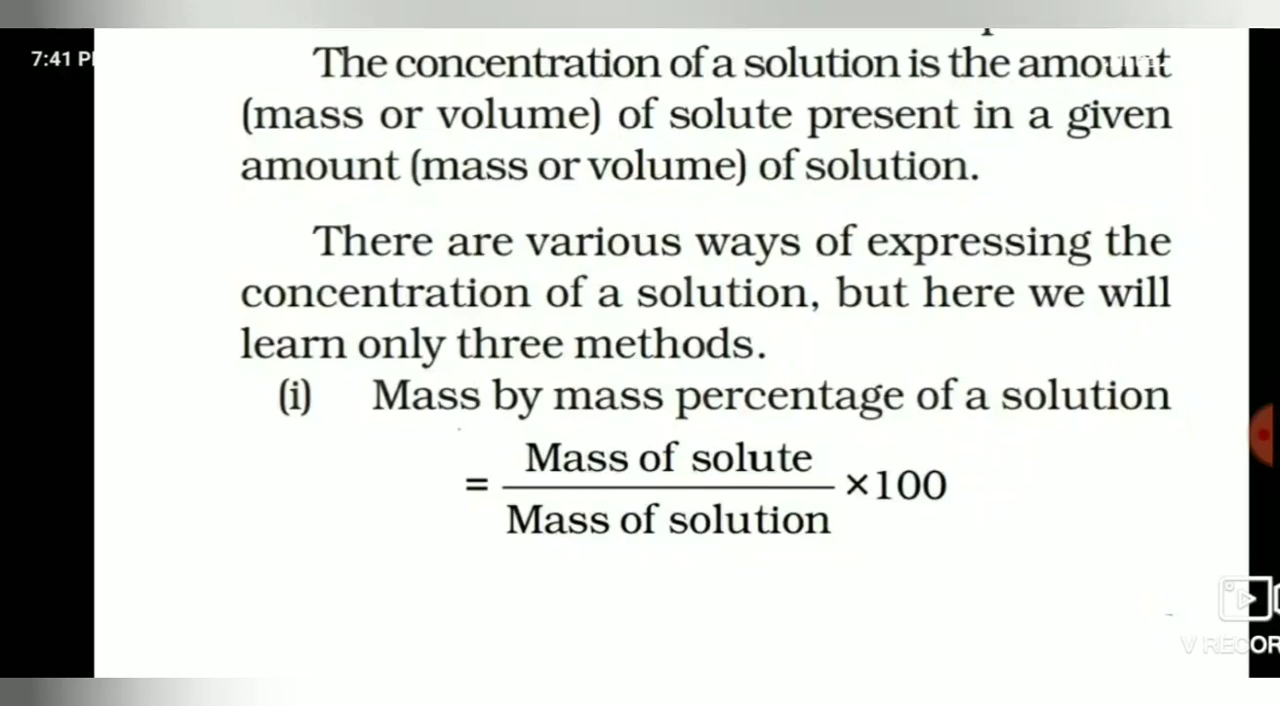 7:41 P
The concentration of a solution is the amount
(mass or volume) of solute present in a given
amount (mass or volume) of solution.
There are various ways of expressing the
concentration of a solution, but here we will
learn only three methods.
(i) Mass by mass percentage of a solution
= Mass of solute
×100
Mass of solution
V RECOR